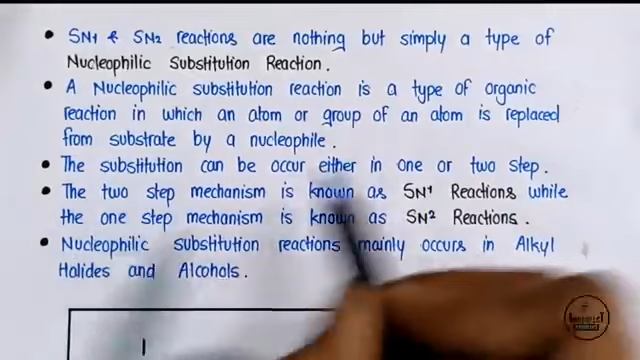 SN1 & SN2 reactions are nothing but simply a type of
Nucleophilic Substitution Reaction.
A Nucleophilic substitution reaction is a type of organic
reaction in which an atom or group of an atom is replaced
from substrate by a nucleophile.
The substitution can be occur either in one or two step.
The two step mechanism is known as SN1 Reactions while
the one step mechanism is known as SN2 Reactions.
Nucleophilic substitution reactions mainly occurs in Alkyl
Halides and Alcohols.